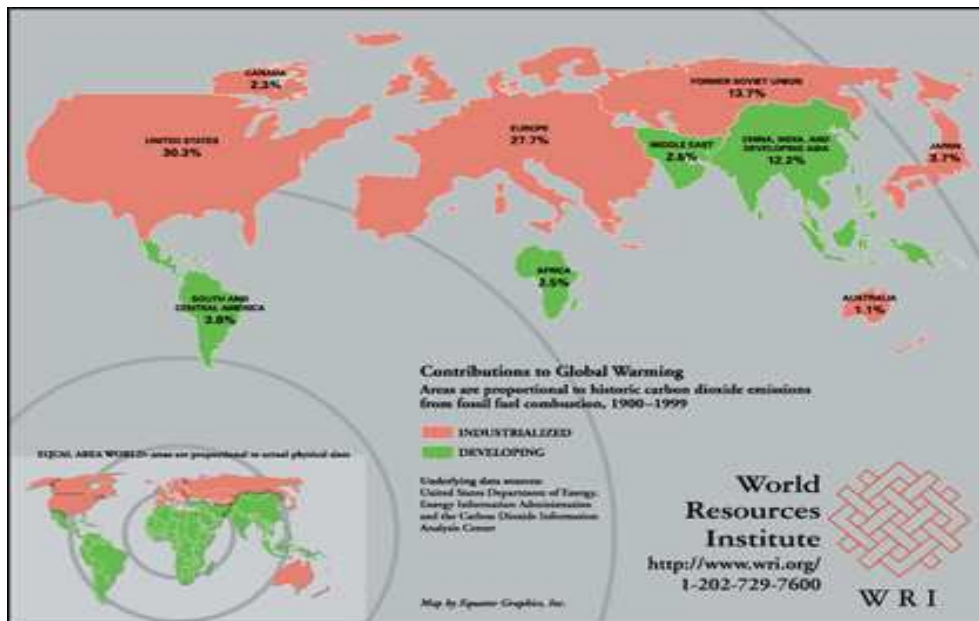 CANADA
2.3%
UNITED STATES
30.3%
EUROPE
27.7%
FORMER SOVIET UNION
13.7%
MIDDLE EAST
2.6%
CHINA, INDIA, AND
DEVELOPING ASIA
12.2%
JAPAN
3.7%
SOUTH AND
CENTRAL AMERICA
3.8%
AFRICA
2.5%
AUSTRALIA
1.1%
Contributions to Global Warming
Areas are proportional to historic carbon dioxide emissions
from fossil fuel combustion, 1900–1999
INDUSTRIALIZED
DEVELOPING
EQUAL AREA WORLD: areas are proportional to actual physical sizes
Underlying data sources:
United States Department of Energy,
Energy Information Administration
and the Carbon Dioxide Information
Analysis Center
Map by Equator Graphics, Inc.
World
Resources
Institute
http://www.wri.org/
1-202-729-7600
WRI